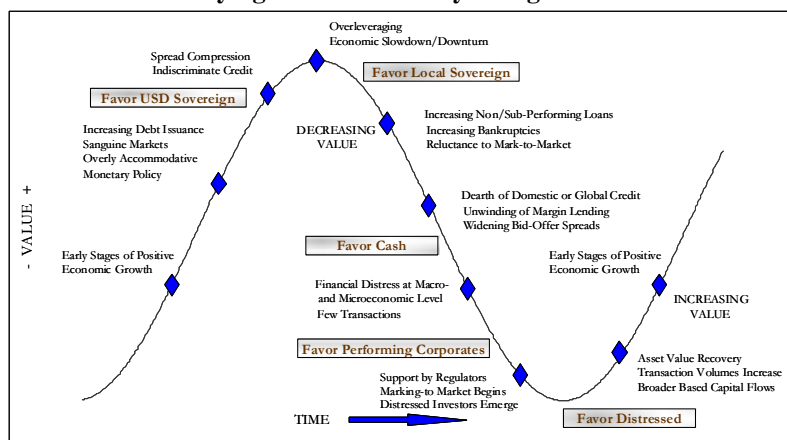 Overleveraging
Economic Slowdown/Downturn
Spread Compression
Indiscriminate Credit
Favor Local Sovereign
Favor USD Sovereign
Increasing Debt Issuance
Sanguine Markets
Overly Accommodative
Monetary Policy
DECREASING
VALUE
Increasing Non/Sub-Performing Loans
Increasing Bankruptcies
Reluctance to Mark-to-Market
- VALUE +
Dearth of Domestic or Global Credit
Unwinding of Margin Lending
Widening Bid-Offer Spreads
Favor Cash
Early Stages of Positive
Economic Growth
Early Stages of Positive
Economic Growth
Financial Distress at Macro-
and Microeconomic Level
Few Transactions
INCREASING
VALUE
Favor Performing Corporates
Asset Value Recovery
Transaction Volumes Increase
Broader Based Capital Flows
Support by Regulators
Marking-to Market Begins
Distressed Investors Emerge
TIME
Favor Distressed